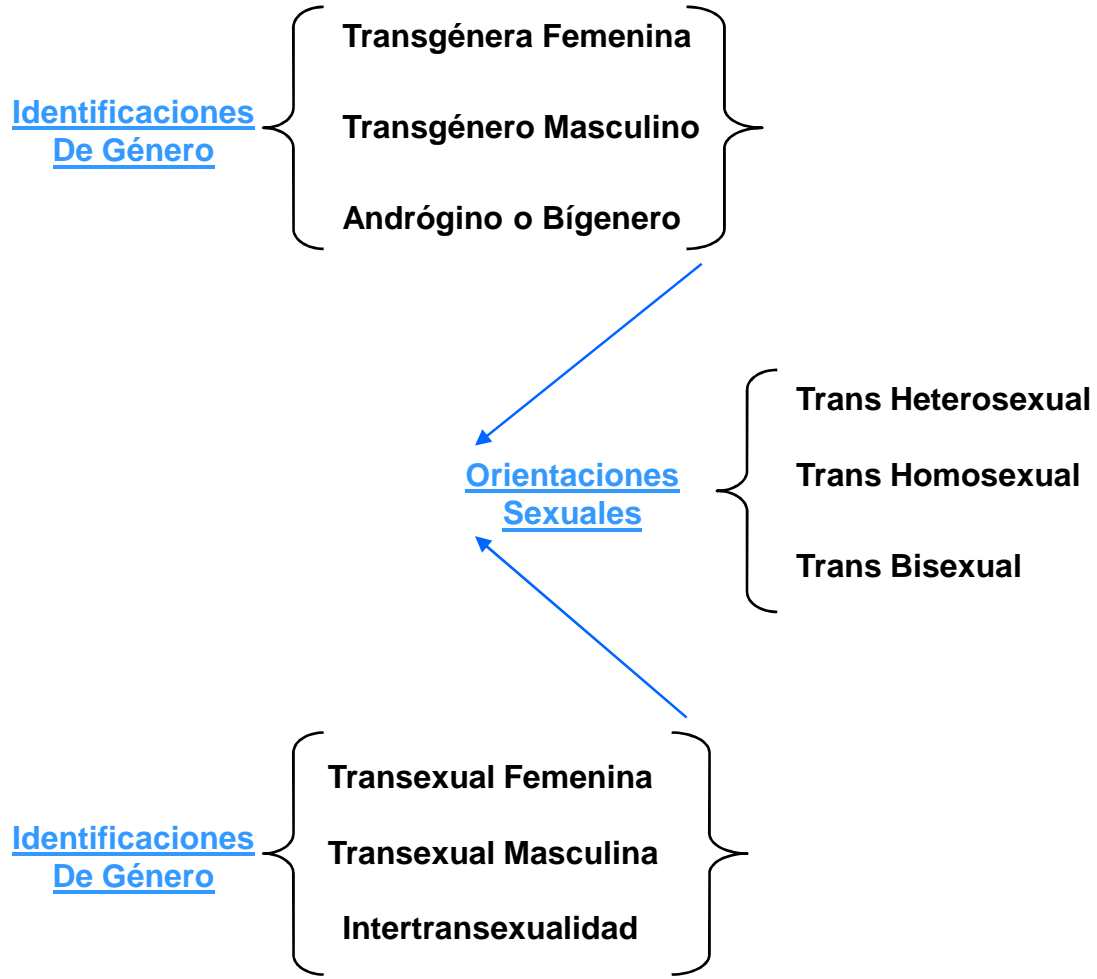 Identificaciones
De Género
Transgénera Femenina
Transgénero Masculino
Andrógino o Bígenero
Orientaciones
Sexuales
Trans Heterosexual
Trans Homosexual
Trans Bisexual
Identificaciones
De Género
Transexual Femenina
Transexual Masculina
Intertransexualidad